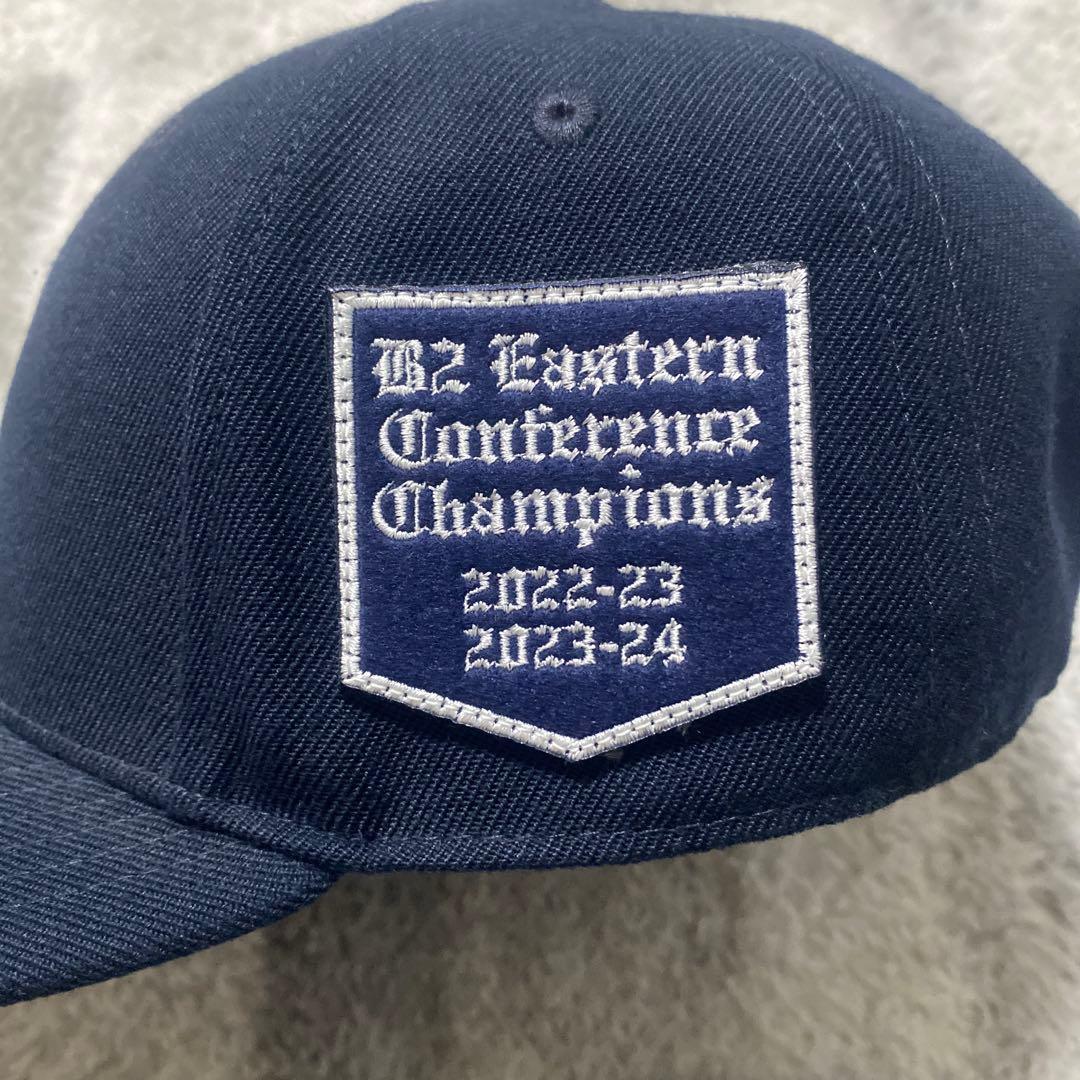 B2 Eastern
Conference
Champions
2022-23
2023-24